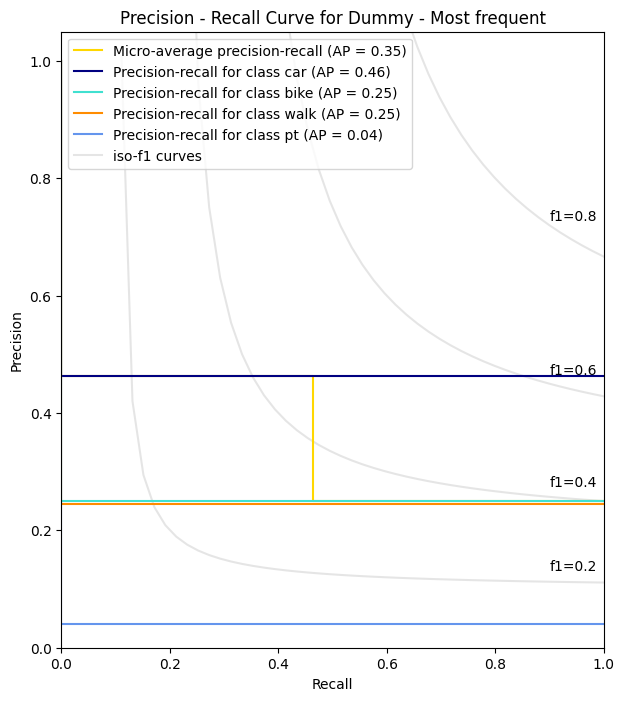 Precision - Recall Curve for Dummy - Most frequent
Micro-average precision-recall (AP = 0.35)
Precision-recall for class car (AP = 0.46)
Precision-recall for class bike (AP = 0.25)
Precision-recall for class walk (AP = 0.25)
Precision-recall for class pt (AP = 0.04)
iso-f1 curves
1.0
0.8
0.6
0.4
0.2
0.0
Precision
f1=0.8
f1=0.6
f1=0.4
f1=0.2
0.0 0.2 0.4 0.6 0.8 1.0
Recall